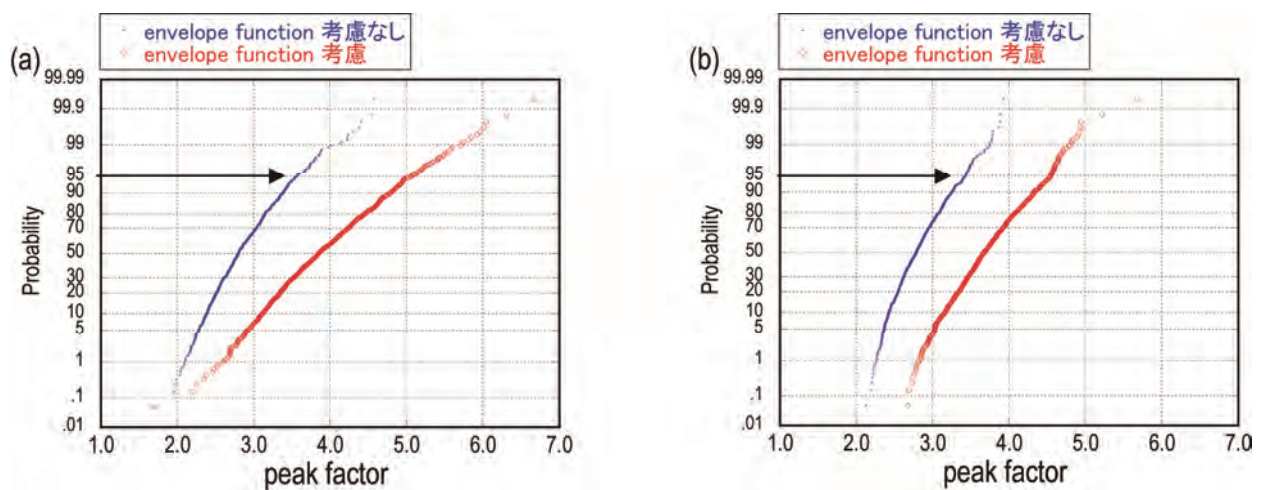 envelope function 考慮なし
envelope function 考慮
(a)
99.99
99.9
99
95
90
80
70
50
30
20
10
5
1
.1
.01
Probability
1.0 2.0 3.0 4.0 5.0 6.0 7.0
peak factor
envelope function 考慮なし
envelope function 考慮
(b)
99.99
99.9
99
95
90
80
70
50
30
20
10
5
1
.1
.01
Probability
1.0 2.0 3.0 4.0 5.0 6.0 7.0
peak factor